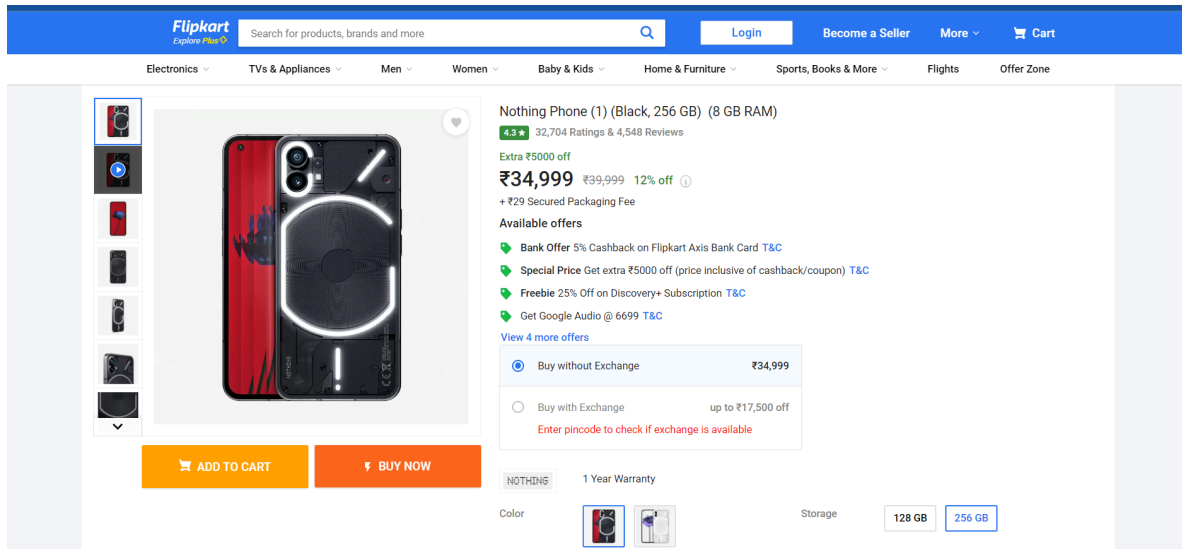 Flipkart
Explore Plus
Search for products, brands and more
Login
Become a Seller
More
Cart
Electronics
TVs & Appliances
Men
Women
Baby & Kids
Home & Furniture
Sports, Books & More
Flights
Offer Zone
Nothing Phone (1) (Black, 256 GB) (8 GB RAM)
4.3★ 32,704 Ratings & 4,548 Reviews
Extra ₹5000 off
₹34,999 ₹39,999 12% off
+ ₹29 Secured Packaging Fee
Available offers
Bank Offer 5% Cashback on Flipkart Axis Bank Card T&C
Special Price Get extra ₹5000 off (price inclusive of cashback/coupon) T&C
Freebie 25% Off on Discovery+ Subscription T&C
Get Google Audio @ 6699 T&C
View 4 more offers
Buy without Exchange ₹34,999
Buy with Exchange up to ₹17,500 off
Enter pincode to check if exchange is available
ADD TO CART
BUY NOW
NOTHING 1 Year Warranty
Color
Storage 128 GB 256 GB